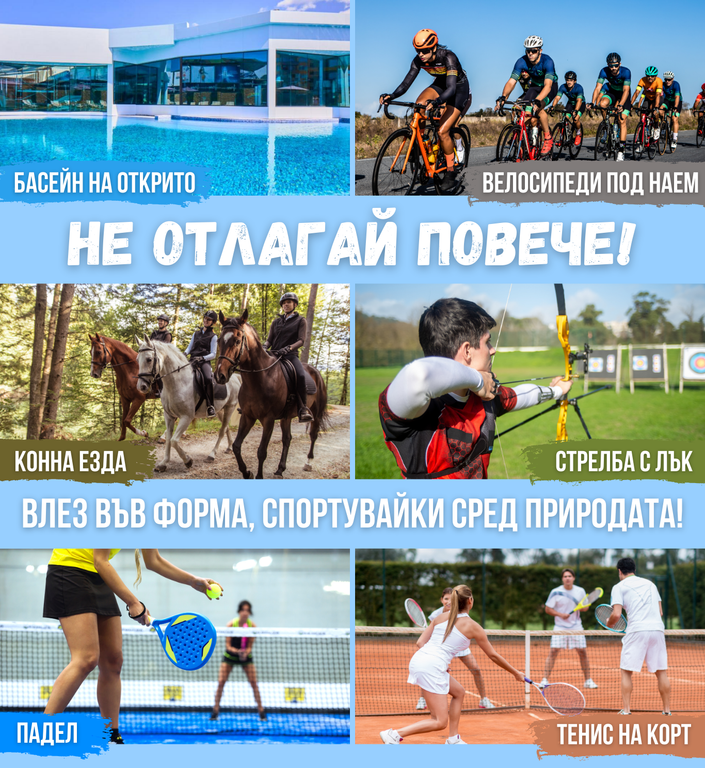 БАСЕЙН НА ОТКРИТО
ВЕЛОСИПЕДИ ПОД НАЕМ
НЕ ОТЛАГАЙ ПОВЕЧЕ!
КОННА ЕЗДА
СТРЕЛБА С ЛЪК
ВЛЕЗ ВЪВ ФОРМА, СПОРТУВАЙКИ СРЕД ПРИРОДАТА!
ПАДЕЛ
ТЕНИС НА КОРТ